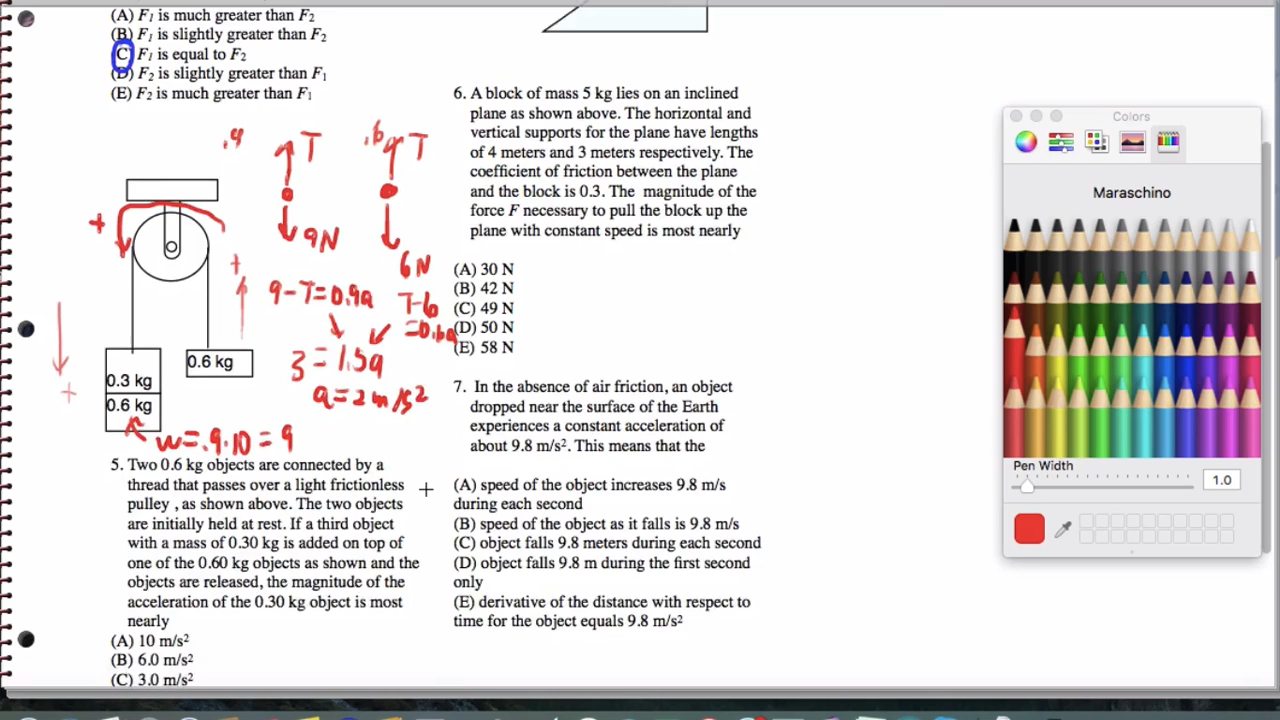 (A) F₁ is much greater than F₂
(B) F₁ is slightly greater than F₂
(C) F₁ is equal to F₂
(D) F₂ is slightly greater than F₁
(E) F₂ is much greater than F₁
.9
T
.6
T
+
9N
6N
+
9-T=0.9a
T-6
=0.6a
3=1.5a
a=2m/s²
+
0.6 kg
0.3 kg
0.6 kg
w=.9·10=9
5. Two 0.6 kg objects are connected by a
thread that passes over a light frictionless
pulley , as shown above. The two objects
are initially held at rest. If a third object
with a mass of 0.30 kg is added on top of
one of the 0.60 kg objects as shown and the
objects are released, the magnitude of the
acceleration of the 0.30 kg object is most
nearly
(A) 10 m/s²
(B) 6.0 m/s²
(C) 3.0 m/s²
6. A block of mass 5 kg lies on an inclined
plane as shown above. The horizontal and
vertical supports for the plane have lengths
of 4 meters and 3 meters respectively. The
coefficient of friction between the plane
and the block is 0.3. The magnitude of the
force F necessary to pull the block up the
plane with constant speed is most nearly
(A) 30 N
(B) 42 N
(C) 49 N
(D) 50 N
(E) 58 N
7. In the absence of air friction, an object
dropped near the surface of the Earth
experiences a constant acceleration of
about 9.8 m/s². This means that the
(A) speed of the object increases 9.8 m/s
during each second
(B) speed of the object as it falls is 9.8 m/s
(C) object falls 9.8 meters during each second
(D) object falls 9.8 m during the first second
only
(E) derivative of the distance with respect to
time for the object equals 9.8 m/s²
Colors
Maraschino
Pen Width
1.0